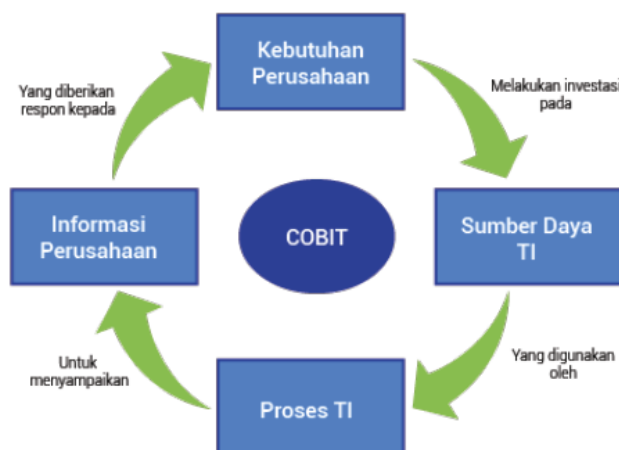 Kebutuhan
Perusahaan
Yang diberikan
respon kepada
Melakukan investasi
pada
Informasi
Perusahaan
COBIT
Sumber Daya
TI
Untuk
menyampaikan
Yang digunakan
oleh
Proses TI